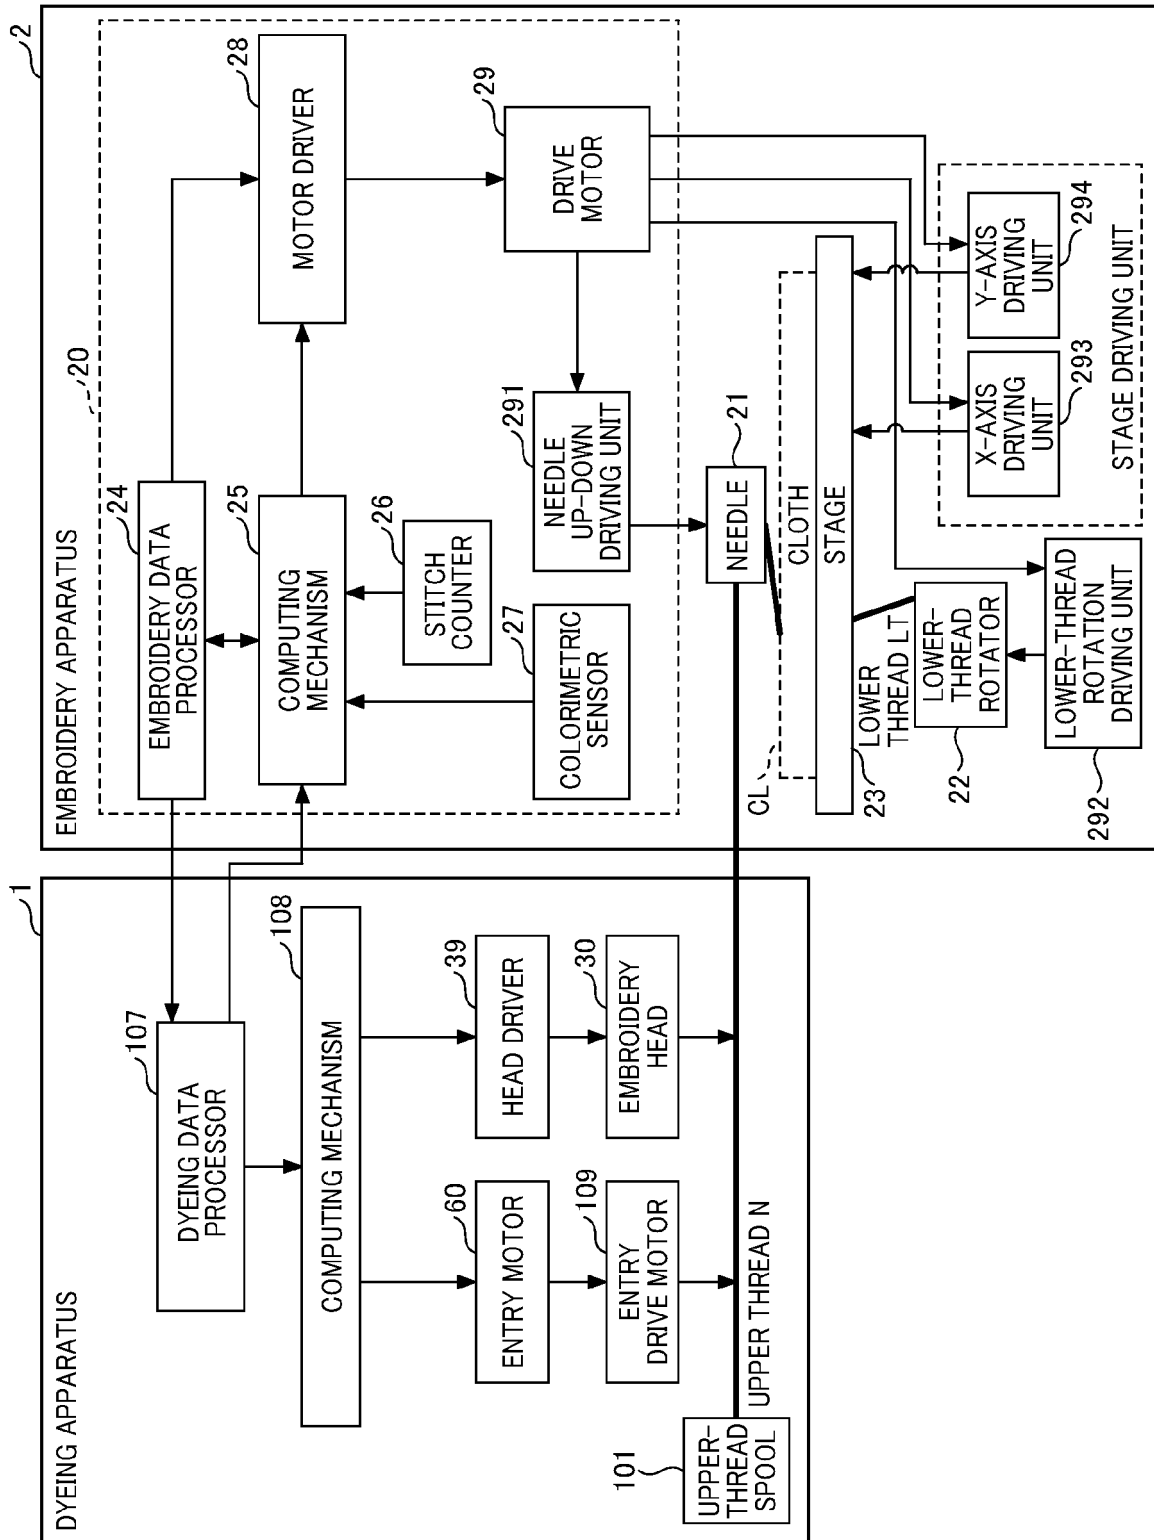 DYEING APPARATUS
1
DYEING DATA
PROCESSOR
107
COMPUTING MECHANISM
108
ENTRY MOTOR
60
HEAD DRIVER
39
ENTRY
DRIVE MOTOR
109
EMBROIDERY
HEAD
30
UPPER-
THREAD
SPOOL
101
UPPER THREAD N
EMBROIDERY APPARATUS
2
20
EMBROIDERY DATA
PROCESSOR
24
COMPUTING
MECHANISM
25
MOTOR DRIVER
28
STITCH
COUNTER
26
COLORIMETRIC
SENSOR
27
NEEDLE
UP-DOWN
DRIVING UNIT
291
DRIVE
MOTOR
29
NEEDLE
21
CL
CLOTH
STAGE
23
LOWER
THREAD LT
LOWER-
THREAD
ROTATOR
22
LOWER-THREAD
ROTATION
DRIVING UNIT
292
X-AXIS
DRIVING
UNIT
293
Y-AXIS
DRIVING
UNIT
294
STAGE DRIVING UNIT